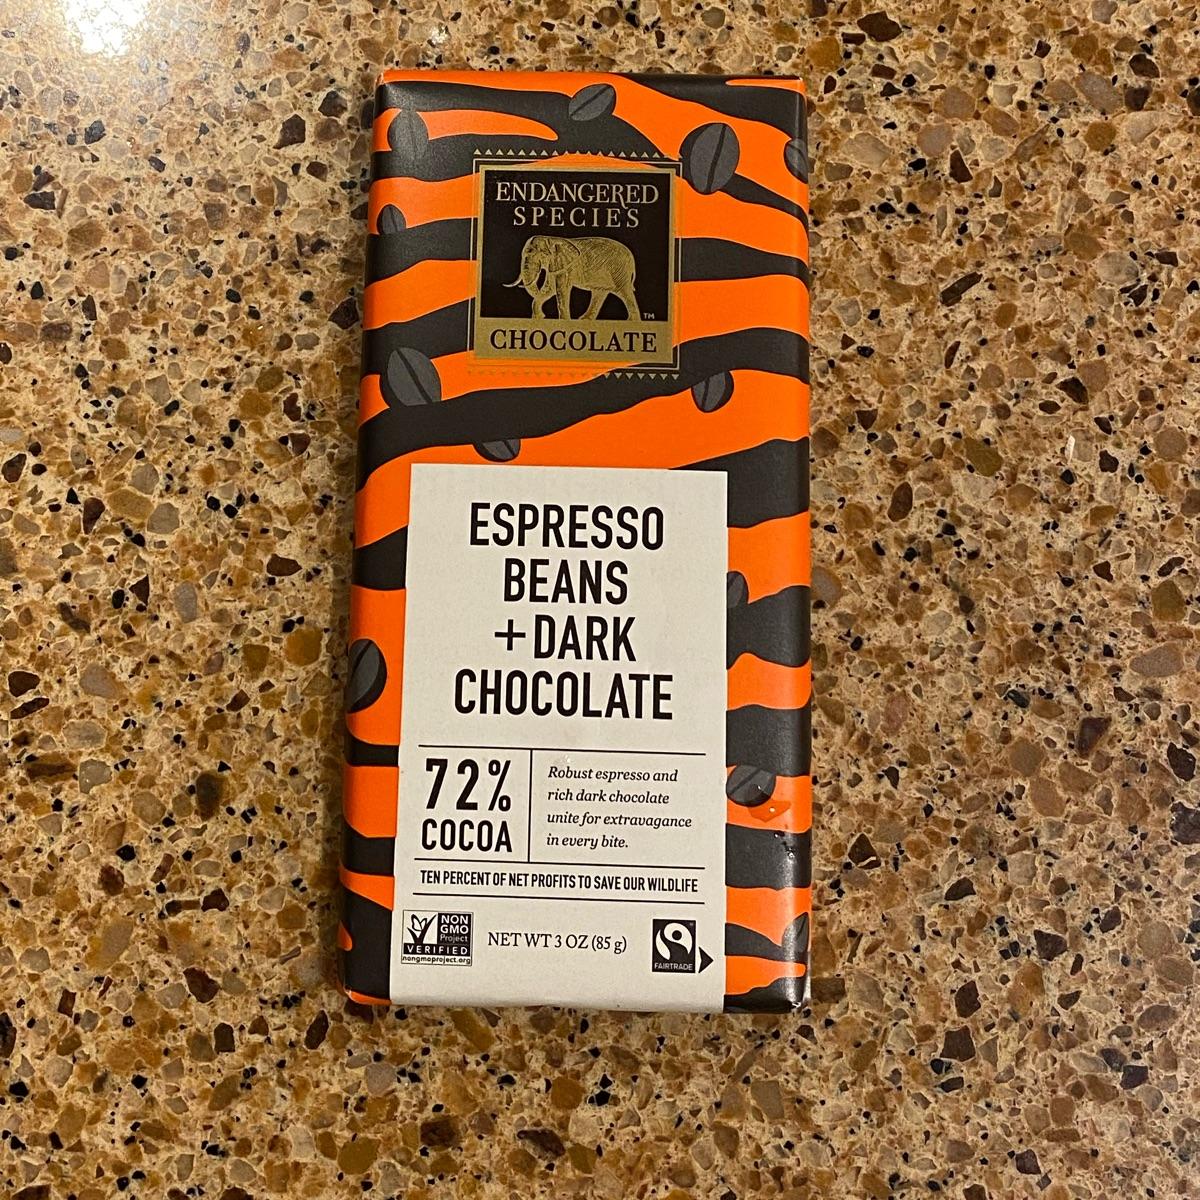 ENDANGERED
SPECIES
TM
CHOCOLATE
ESPRESSO
BEANS
+DARK
CHOCOLATE
72%
COCOA
Robust espresso and
rich dark chocolate
unite for extravagance
in every bite.
TEN PERCENT OF NET PROFITS TO SAVE OUR WILDLIFE
NON
GMO
Project
VERIFIED
nongmoproject.org
NET WT 3 OZ (85 g)
FAIRTRADE